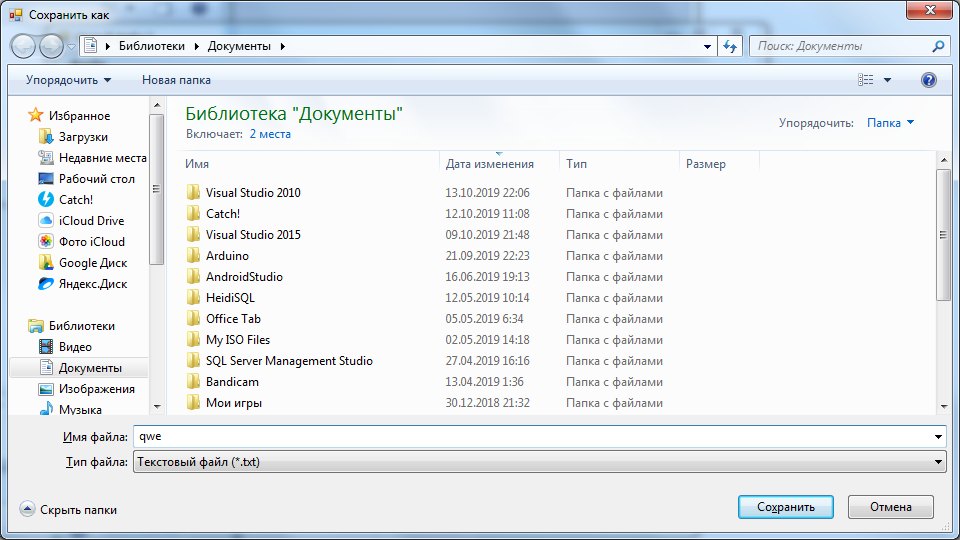 Сохранить как
Библиотеки Документы
Поиск: Документы
Упорядочить Новая папка
Избранное
Загрузки
Недавние места
Рабочий стол
Catch!
iCloud Drive
Фото iCloud
Google Диск
Яндекс.Диск
Библиотеки
Видео
Документы
Изображения
Музыка
Библиотека "Документы"
Включает: 2 места
Упорядочить: Папка
Имя Дата изменения Тип Размер
Visual Studio 2010 13.10.2019 22:06 Папка с файлами
Catch! 12.10.2019 11:08 Папка с файлами
Visual Studio 2015 09.10.2019 21:48 Папка с файлами
Arduino 21.09.2019 22:23 Папка с файлами
AndroidStudio 16.06.2019 19:13 Папка с файлами
HeidiSQL 12.05.2019 10:14 Папка с файлами
Office Tab 05.05.2019 6:34 Папка с файлами
My ISO Files 02.05.2019 14:18 Папка с файлами
SQL Server Management Studio 27.04.2019 16:16 Папка с файлами
Bandicam 13.04.2019 1:36 Папка с файлами
Мои игры 30.12.2018 21:32 Папка с файлами
Имя файла: qwe
Тип файла: Текстовый файл (*.txt)
Скрыть папки
Сохранить Отмена